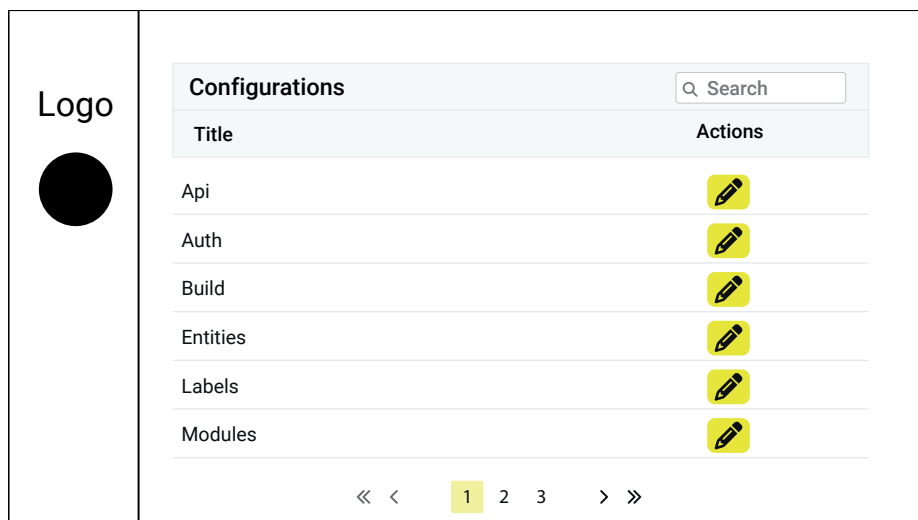 Logo
Configurations
Search
Title Actions
Api
Auth
Build
Entities
Labels
Modules
« < 1 2 3 > »